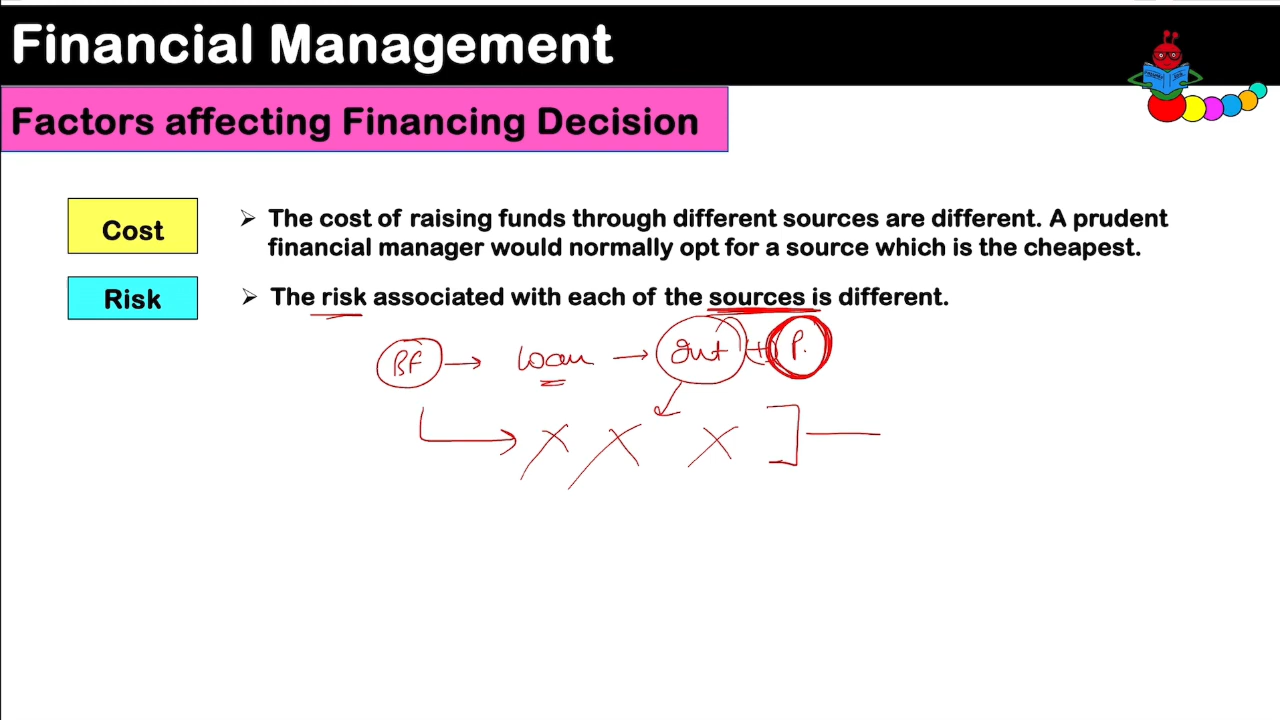 Financial Management
Factors affecting Financing Decision
Cost
➢ The cost of raising funds through different sources are different. A prudent
financial manager would normally opt for a source which is the cheapest.
Risk
➢ The risk associated with each of the sources is different.
BF → Loan → Int + P.
X X X ]